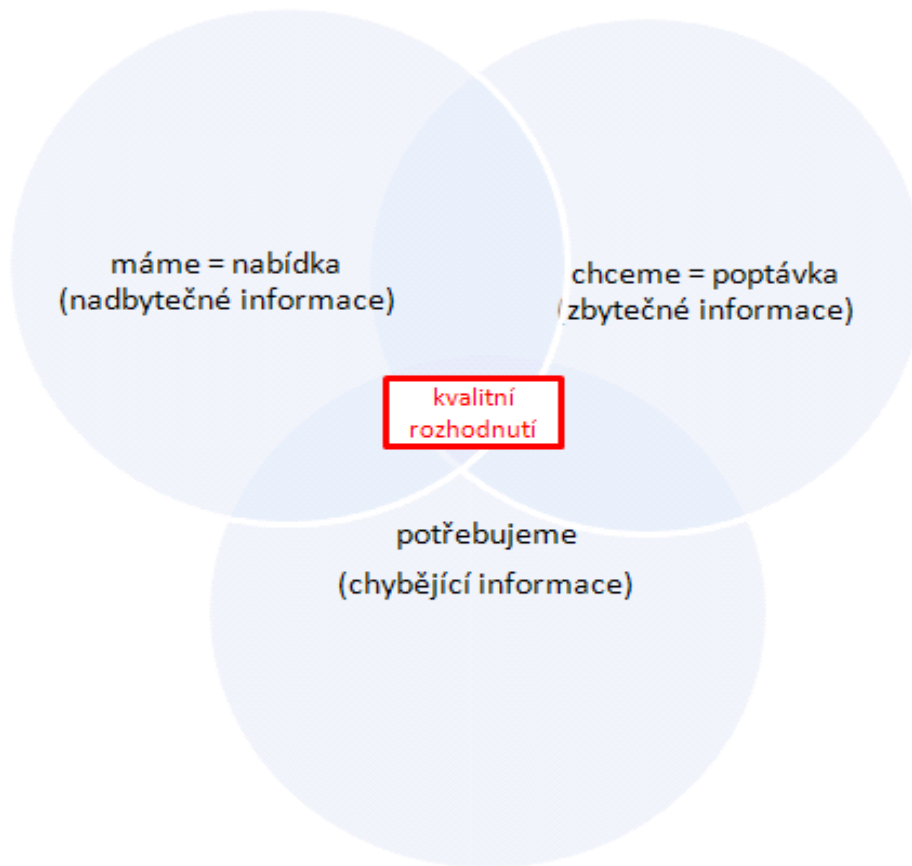 máme = nabídka
(nadbytečné informace)
chceme = poptávka
(zbytečné informace)
kvalitní
rozhodnutí
potřebujeme
(chybějící informace)